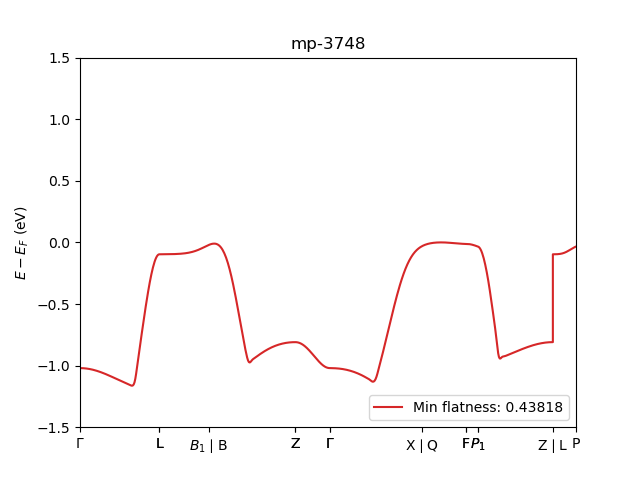 mp-3748
E − E_F (eV)
1.5
1.0
0.5
0.0
−0.5
−1.0
−1.5
Min flatness: 0.43818
Γ L B₁ | B Z Γ X | Q F P₁ Z | L P